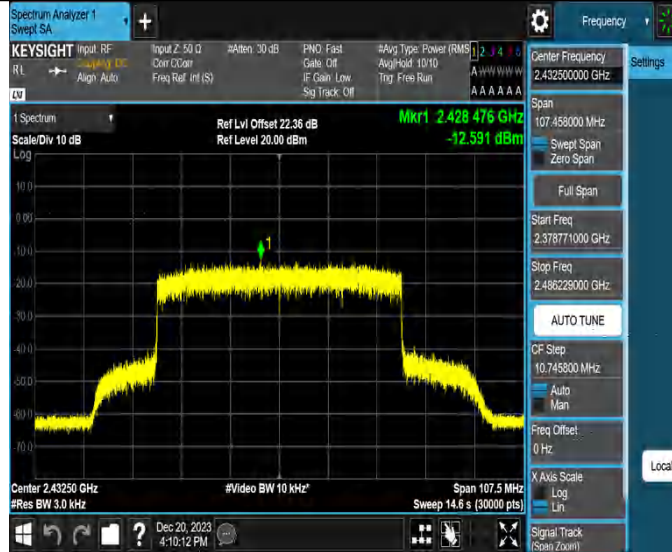 Spectrum Analyzer 1
Swept SA
Frequency
KEYSIGHT Input: RF
Input Z: 50 Ω
#Atten: 30 dB
PNO: Fast
#Avg Type: Power (RMS)
1 2 3 4 5 6
R L
Coupling: DC
Corr CCorr
Gate: Off
Avg|Hold: 10/10
Align: Auto
Freq Ref: Int (S)
IF Gain: Low
Trig: Free Run
Sig Track: Off
A A A A A A
LXI
Center Frequency
2.432500000 GHz
Settings
1 Spectrum
Ref Lvl Offset 22.36 dB
Mkr1 2.428 476 GHz
Scale/Div 10 dB
Ref Level 20.00 dBm
-12.591 dBm
Log
Span
107.458000 MHz
Swept Span
Zero Span
Full Span
Start Freq
2.378771000 GHz
Stop Freq
2.486229000 GHz
AUTO TUNE
CF Step
10.745800 MHz
Auto
Man
Freq Offset
0 Hz
X Axis Scale
Log
Lin
Local
Signal Track
(Span Zoom)
10.0
0.00
-10.0
1
-20.0
-30.0
-40.0
-50.0
-60.0
-70.0
Center 2.43250 GHz
#Video BW 10 kHz*
Span 107.5 MHz
#Res BW 3.0 kHz
Sweep 14.6 s (30000 pts)
?
Dec 20, 2023
4:10:12 PM